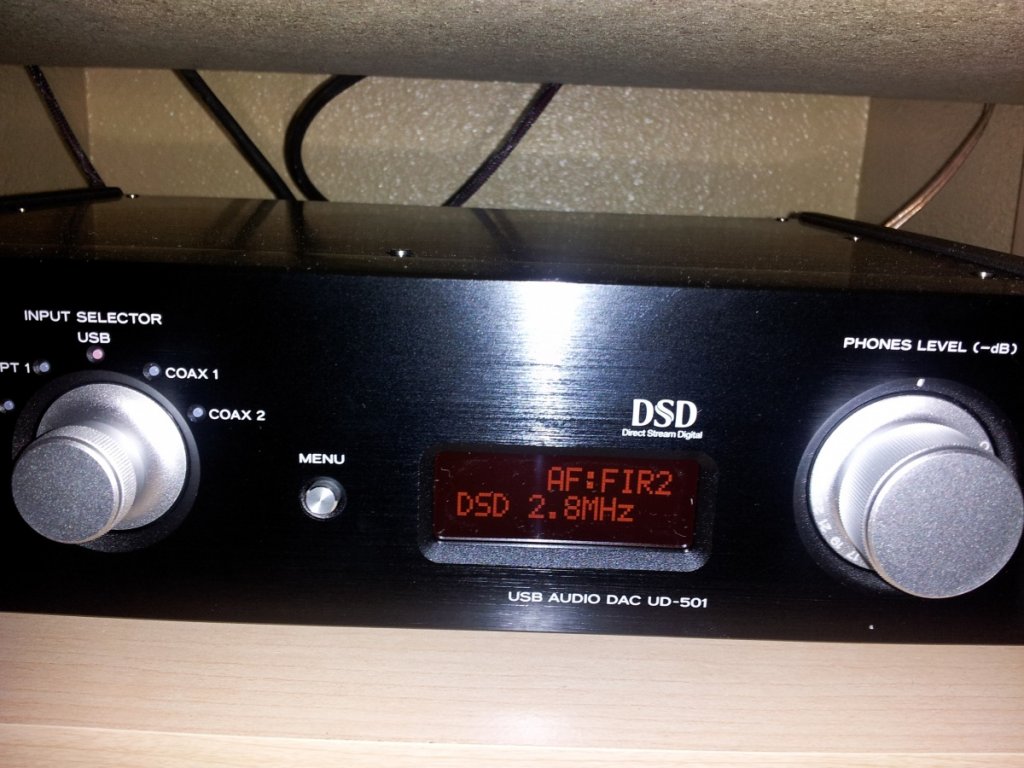 INPUT SELECTOR
USB
PT 1
COAX 1
COAX 2
MENU
DSD
Direct Stream Digital
AF:FIR2
DSD 2.8MHz
USB AUDIO DAC UD-501
PHONES LEVEL (-dB)